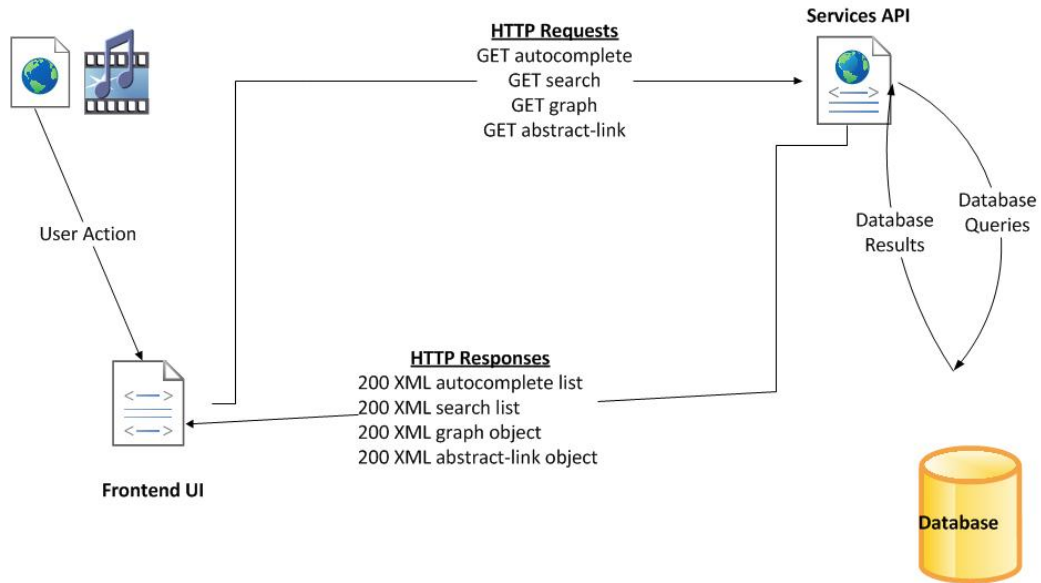 Services API
HTTP Requests
GET autocomplete
GET search
GET graph
GET abstract-link
User Action
Database
Results
Database
Queries
HTTP Responses
200 XML autocomplete list
200 XML search list
200 XML graph object
200 XML abstract-link object
Frontend UI
Database